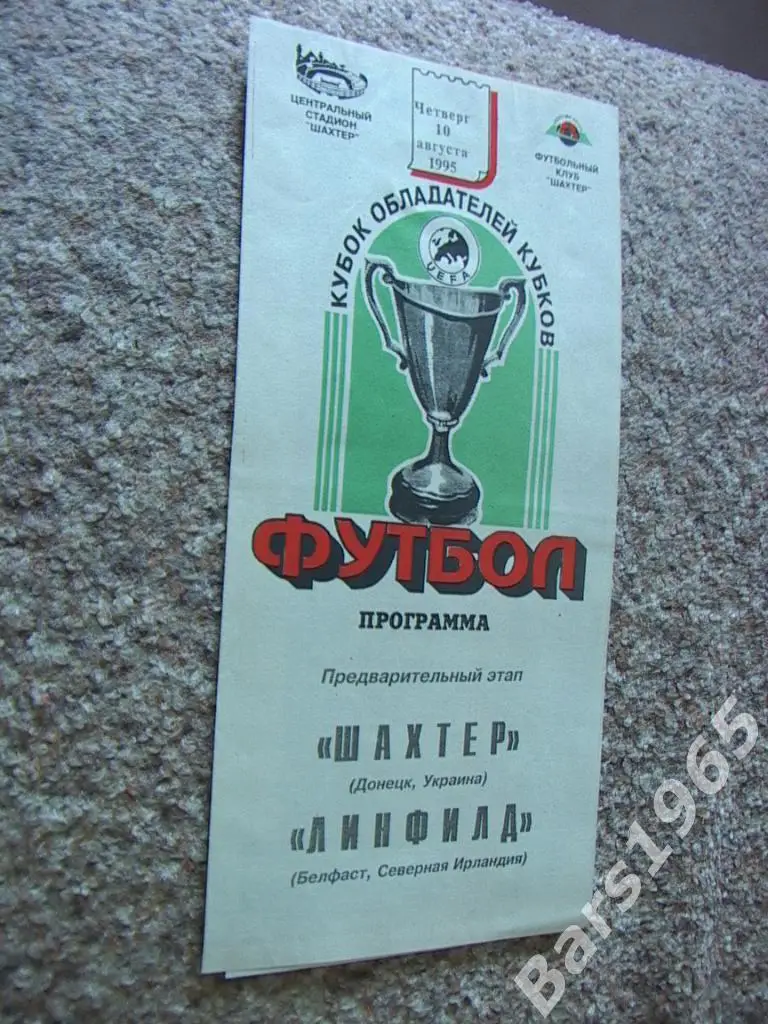 ЦЕНТРАЛЬНЫЙ
СТАДИОН
"ШАХТЕР"
Четверг
10
августа
1995
ФУТБОЛЬНЫЙ
КЛУБ
"ШАХТЕР"
КУБОК ОБЛАДАТЕЛЕЙ КУБКОВ
UEFA
ФУТБОЛ
ПРОГРАММА
Предварительный этап
«ШАХТЕР»
(Донецк, Украина)
«ЛИНФИЛД»
(Белфаст, Северная Ирландия)
Bars1965